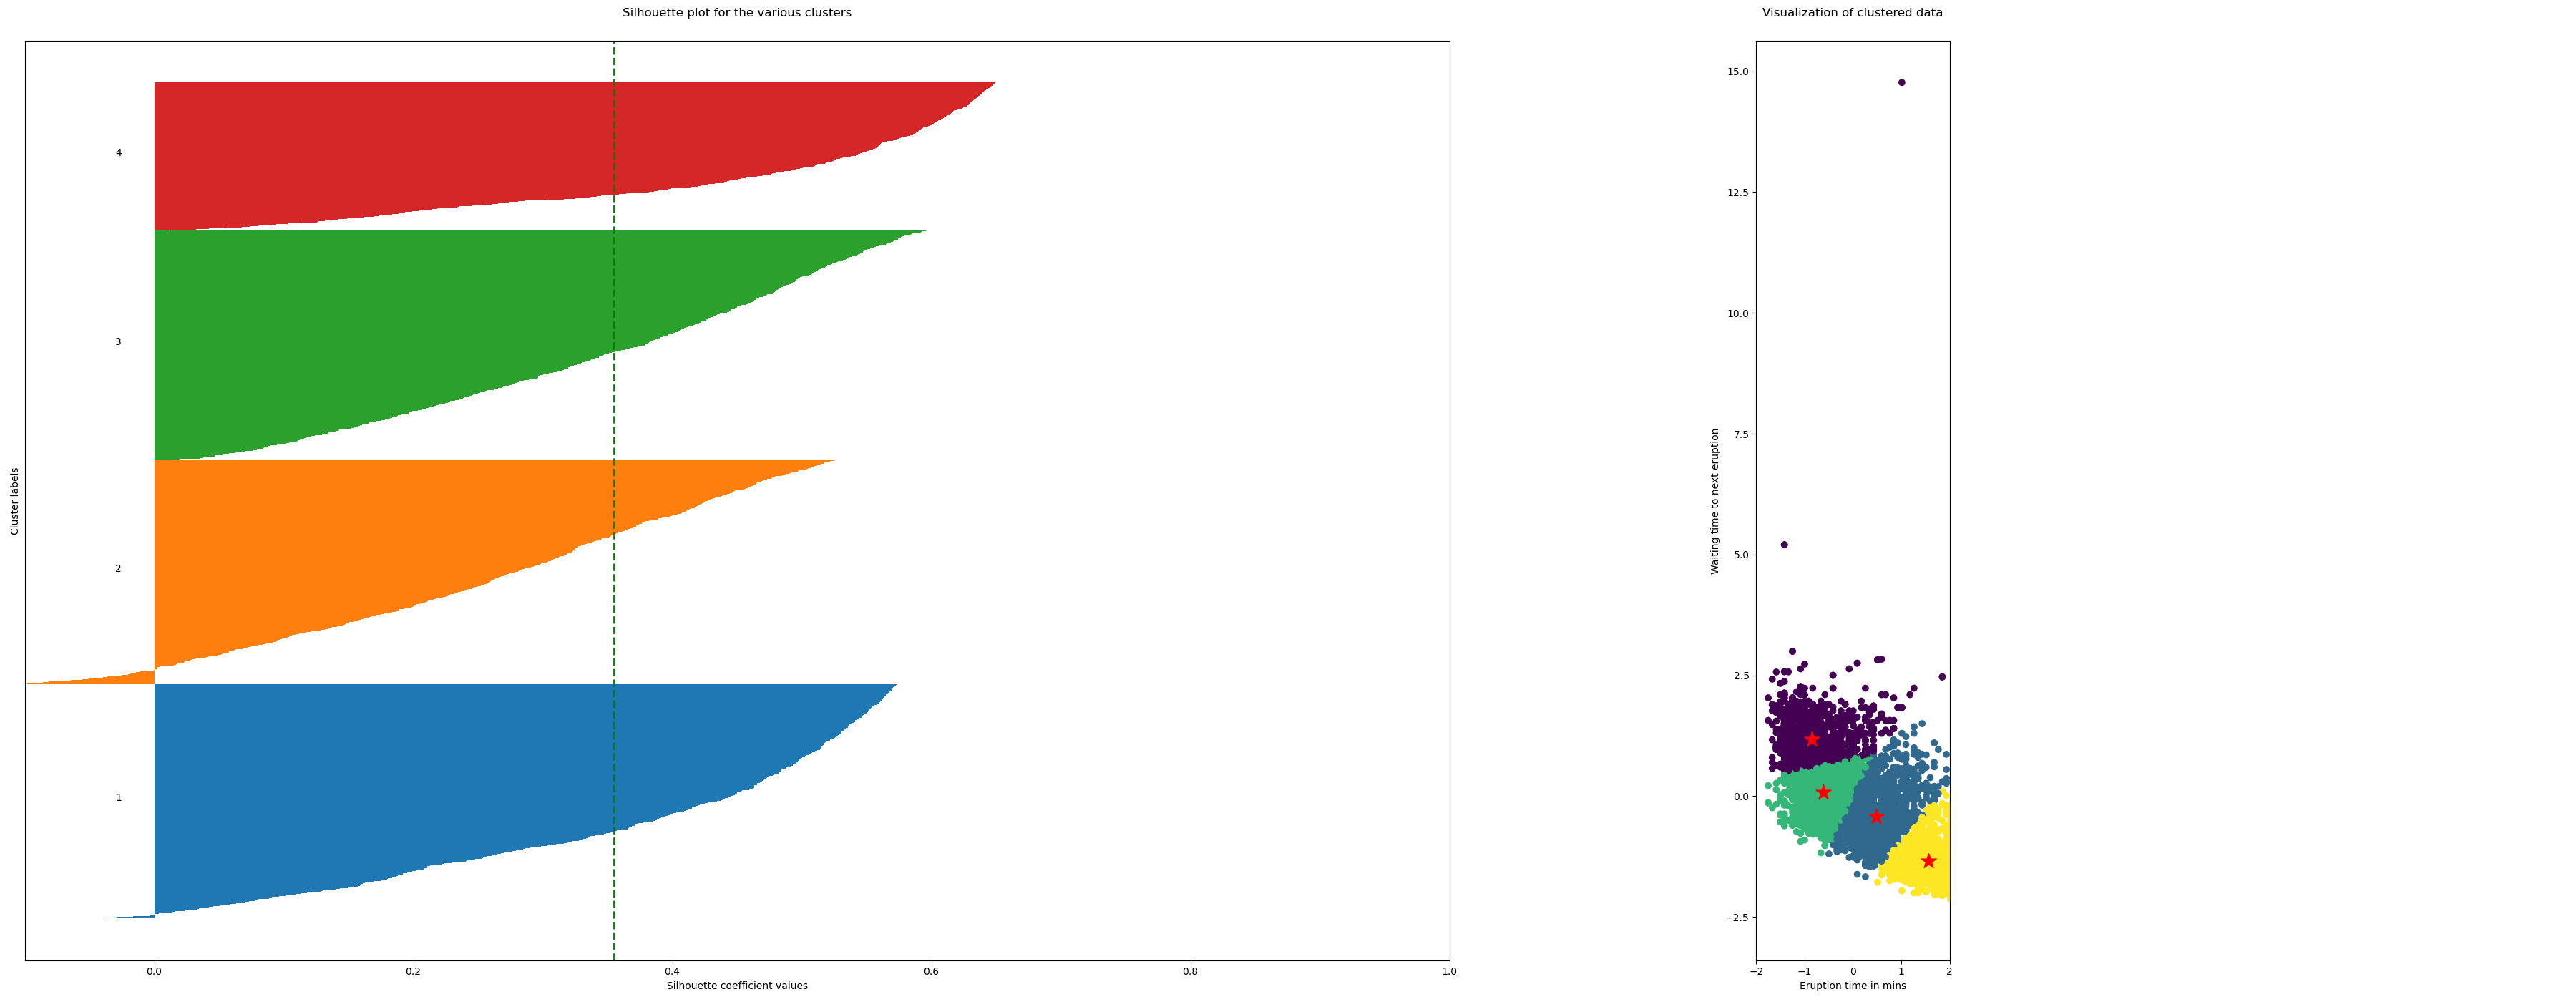 Silhouette plot for the various clusters
Cluster labels
4
3
2
1
0.0 0.2 0.4 0.6 0.8 1.0
Silhouette coefficient values
Visualization of clustered data
Waiting time to next eruption
15.0
12.5
10.0
7.5
5.0
2.5
0.0
−2.5
−2 −1 0 1 2
Eruption time in mins